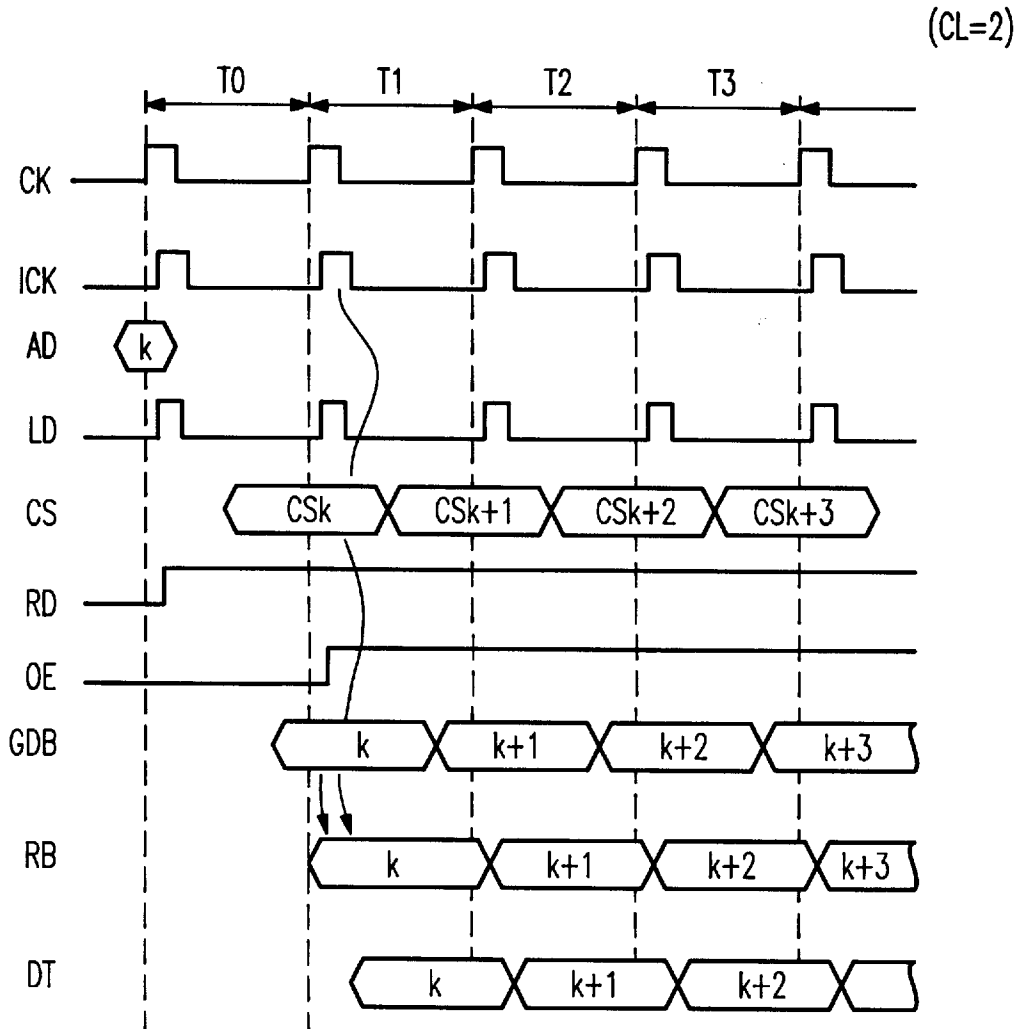 (CL=2)
T0 T1 T2 T3
CK
ICK
AD k
LD
CS CSk CSk+1 CSk+2 CSk+3
RD
OE
GDB k k+1 k+2 k+3
RB k k+1 k+2 k+3
DT k k+1 k+2